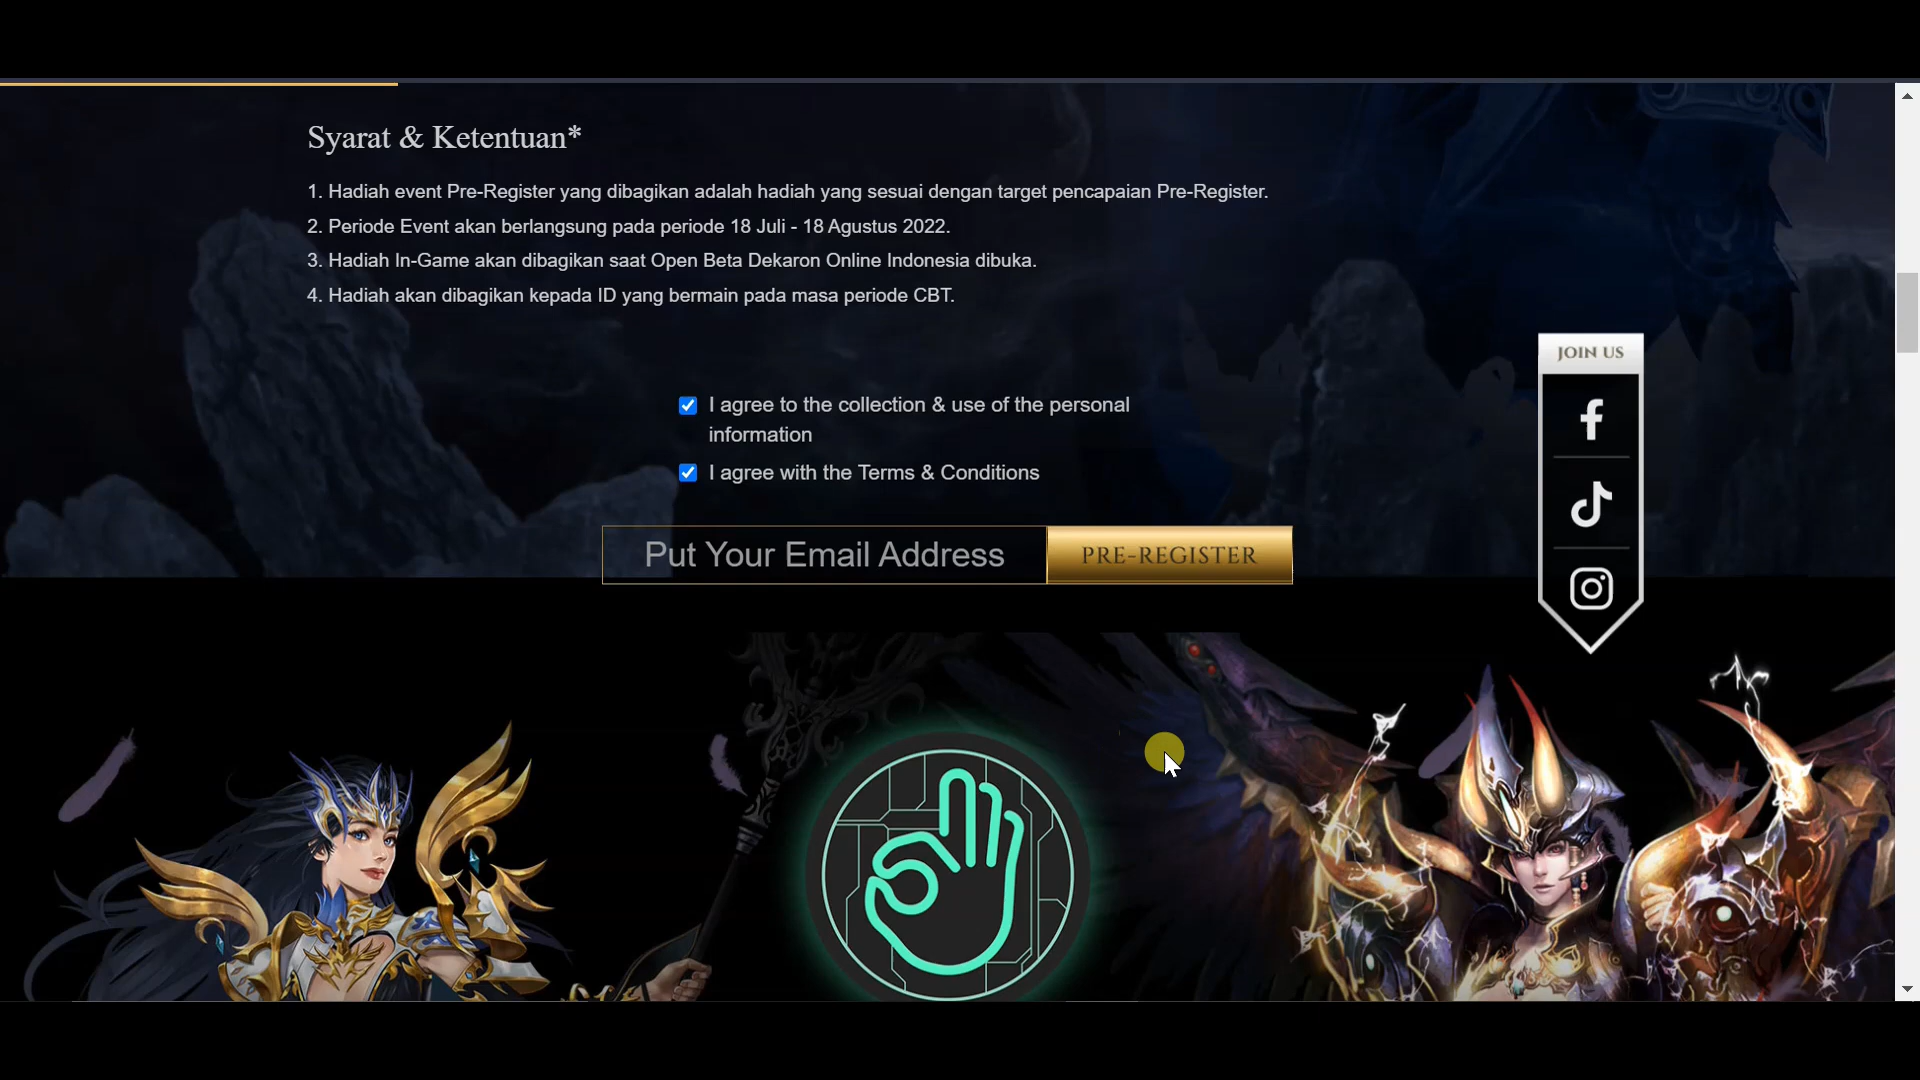 Syarat & Ketentuan*
1. Hadiah event Pre-Register yang dibagikan adalah hadiah yang sesuai dengan target pencapaian Pre-Register.
2. Periode Event akan berlangsung pada periode 18 Juli - 18 Agustus 2022.
3. Hadiah In-Game akan dibagikan saat Open Beta Dekaron Online Indonesia dibuka.
4. Hadiah akan dibagikan kepada ID yang bermain pada masa periode CBT.
JOIN US
I agree to the collection & use of the personal
information
I agree with the Terms & Conditions
Put Your Email Address
PRE-REGISTER